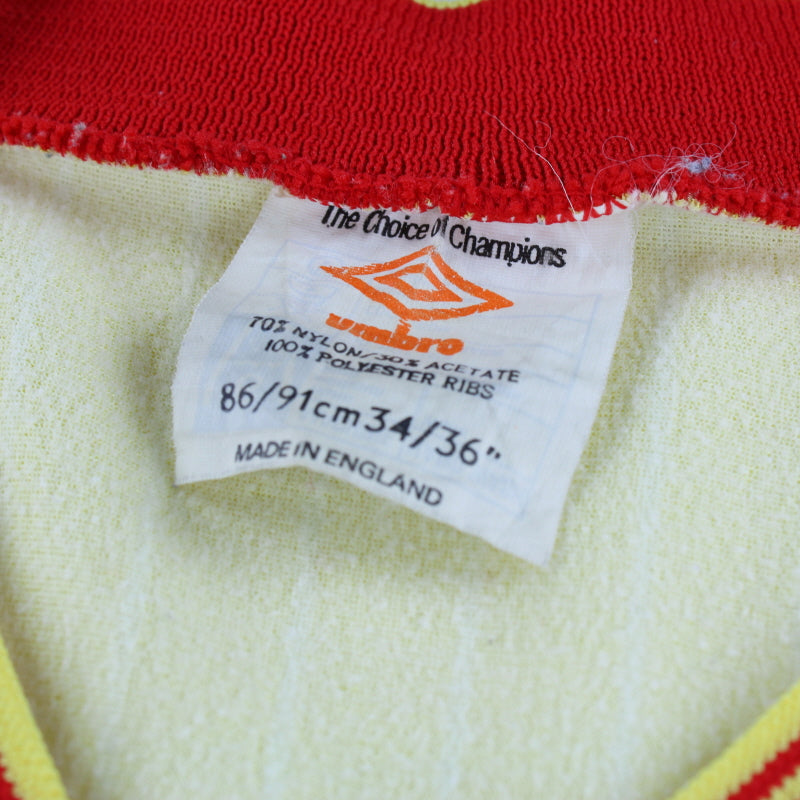 The Choice of Champions
umbro
70% NYLON/30% ACETATE
100% POLYESTER RIBS
86/91cm 34/36"
MADE IN ENGLAND